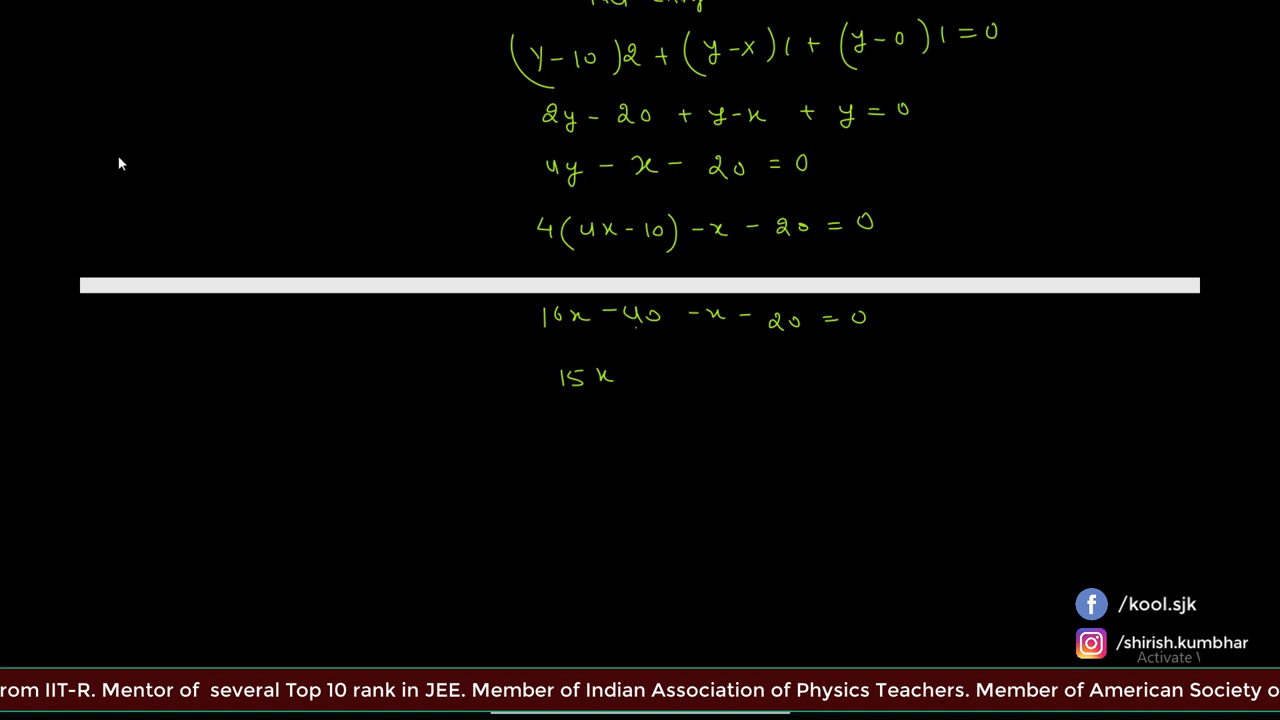 (y-10)2 + (y-x)1 + (y-0)1 = 0
2y - 20 + y-x + y = 0
4y - x - 20 = 0
4(4x-10) - x - 20 = 0
16x - 40 - x - 20 = 0
15x
/kool.sjk
/shirish.kumbhar
Activate
rom IIT-R. Mentor of several Top 10 rank in JEE. Member of Indian Association of Physics Teachers. Member of American Society o